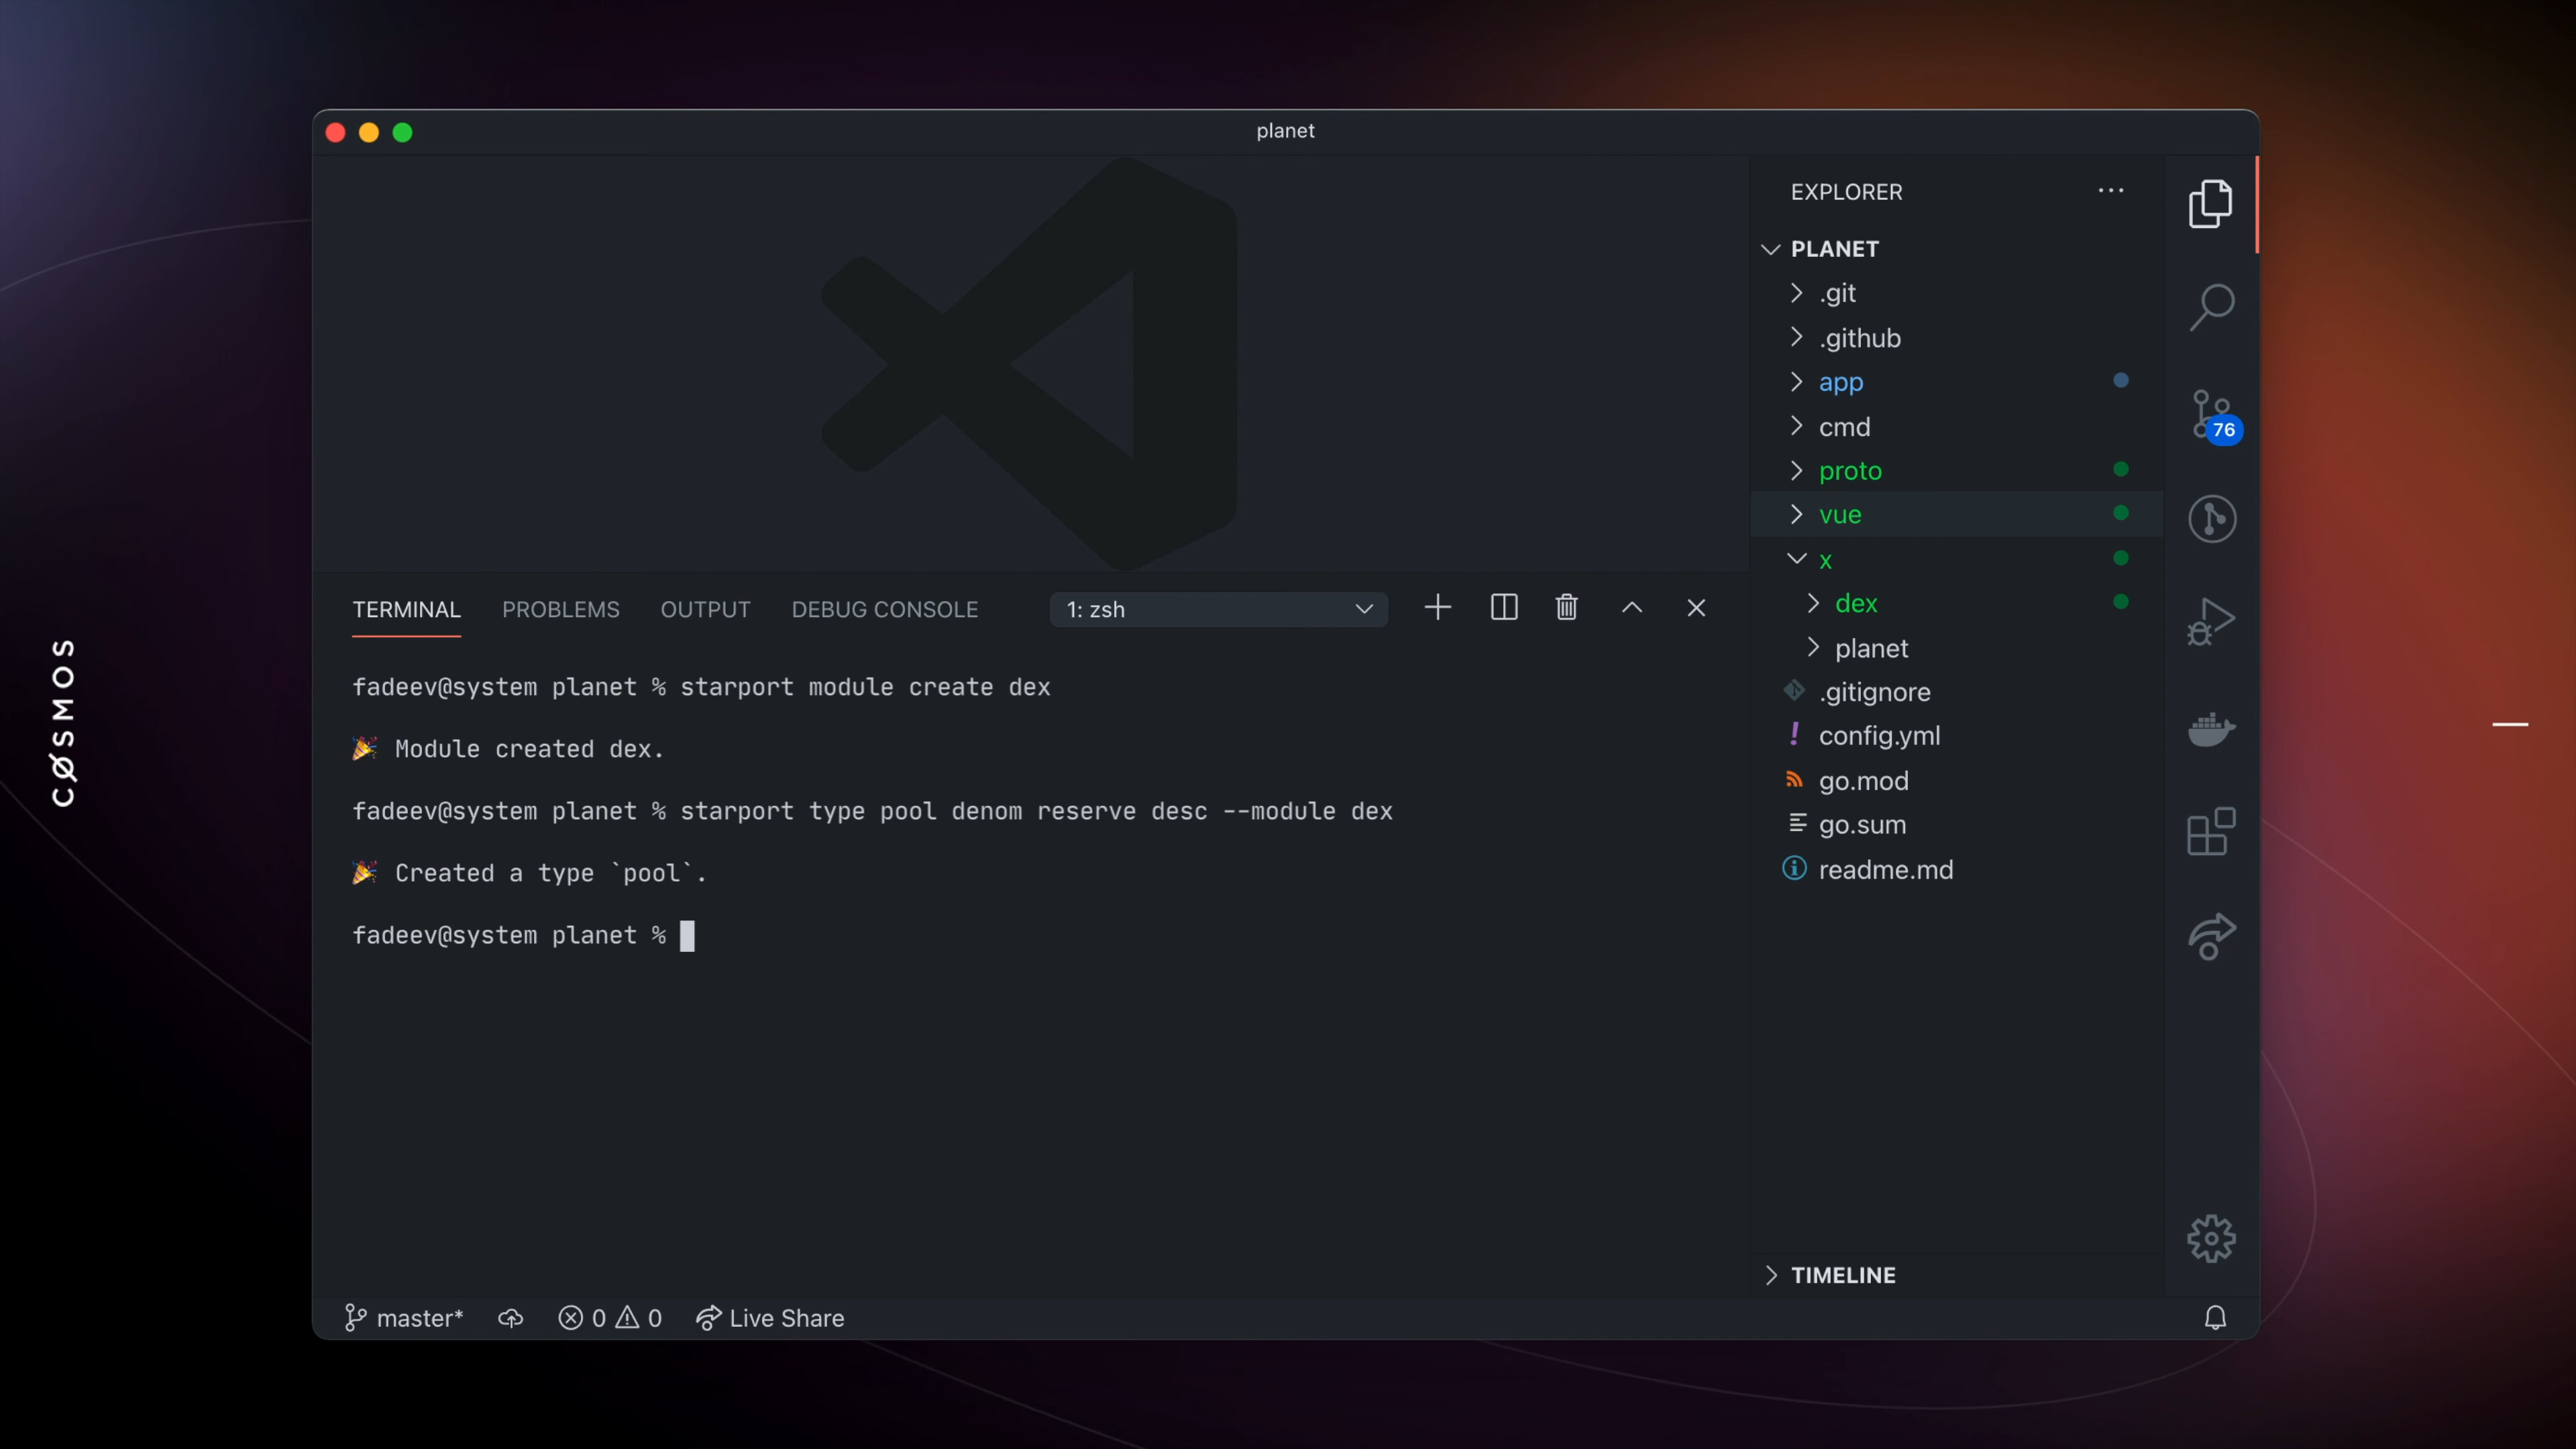 planet
EXPLORER
PLANET
.git
.github
app
cmd
proto
vue
x
dex
planet
.gitignore
config.yml
go.mod
go.sum
readme.md
TIMELINE
76
TERMINAL PROBLEMS OUTPUT DEBUG CONSOLE 1: zsh
fadeev@system planet % starport module create dex
🎉 Module created dex.
fadeev@system planet % starport type pool denom reserve desc --module dex
🎉 Created a type `pool`.
fadeev@system planet %
master* 0 0 Live Share
CØSMOS